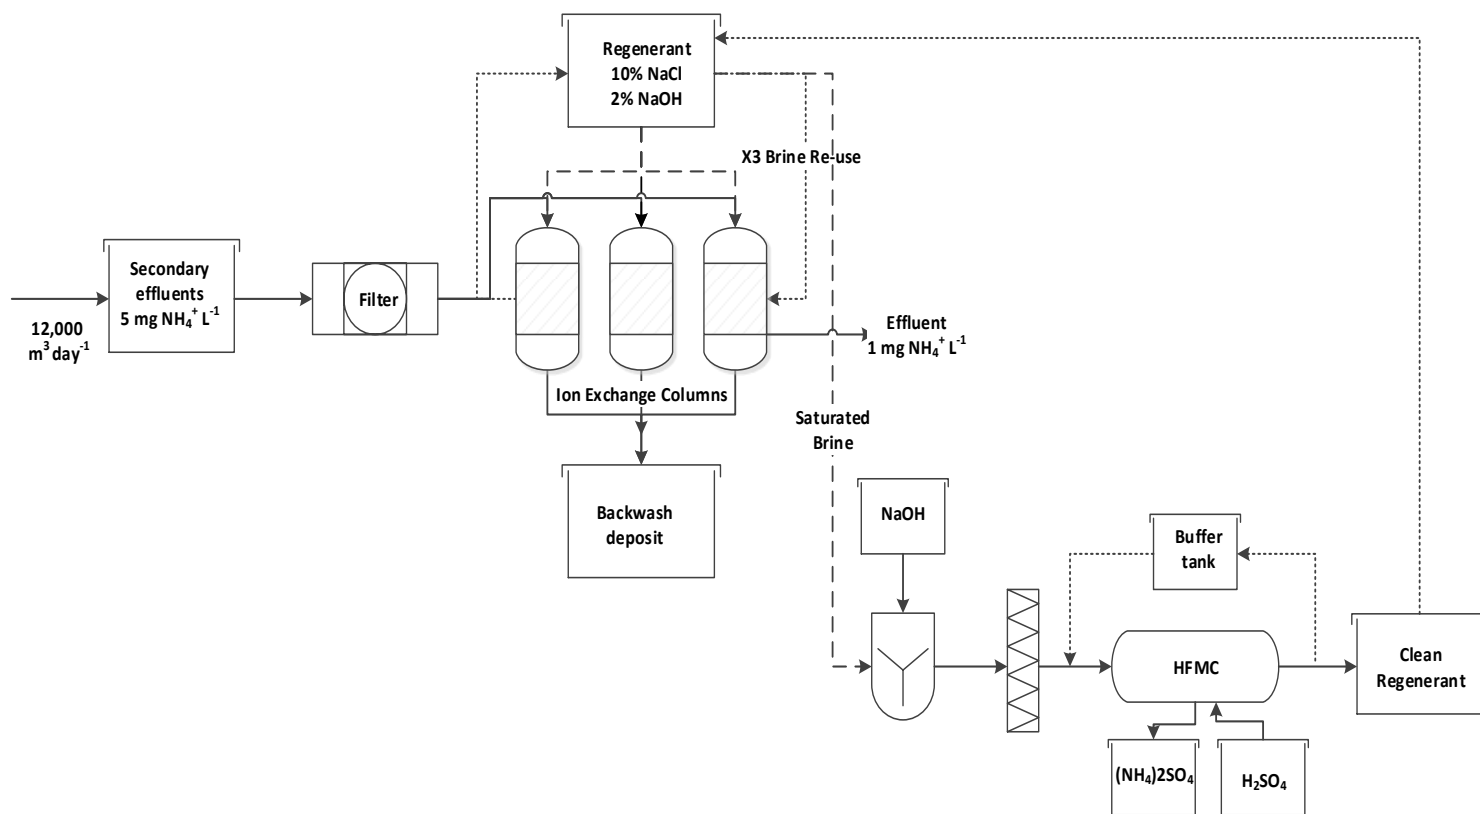 Regenerant
10% NaCl
2% NaOH
X3 Brine Re-use
Secondary
effluents
5 mg NH₄⁺ L⁻¹
Filter
12,000
m³ day⁻¹
Effluent
1 mg NH₄⁺ L⁻¹
Ion Exchange Columns
Saturated
Brine
Backwash
deposit
NaOH
Buffer
tank
HFMC
Clean
Regenerant
(NH₄)2SO₄
H₂SO₄